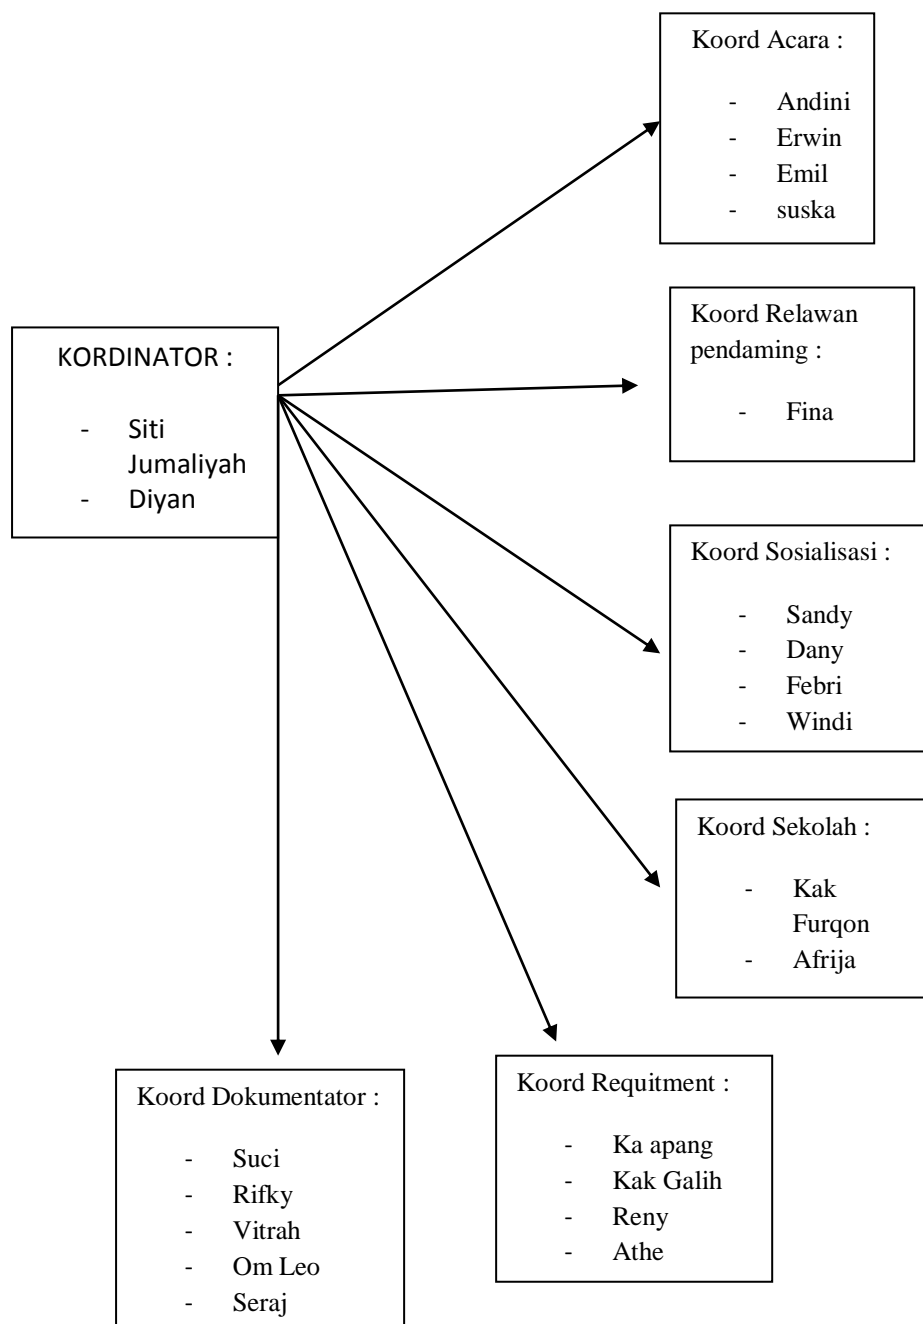 Koord Acara :
- Andini
- Erwin
- Emil
- suska
KORDINATOR :
- Siti
Jumaliyah
- Diyan
Koord Relawan
pendaming :
- Fina
Koord Sosialisasi :
- Sandy
- Dany
- Febri
- Windi
Koord Sekolah :
- Kak
Furqon
- Afrija
Koord Requitment :
- Ka apang
- Kak Galih
- Reny
- Athe
Koord Dokumentator :
- Suci
- Rifky
- Vitrah
- Om Leo
- Seraj